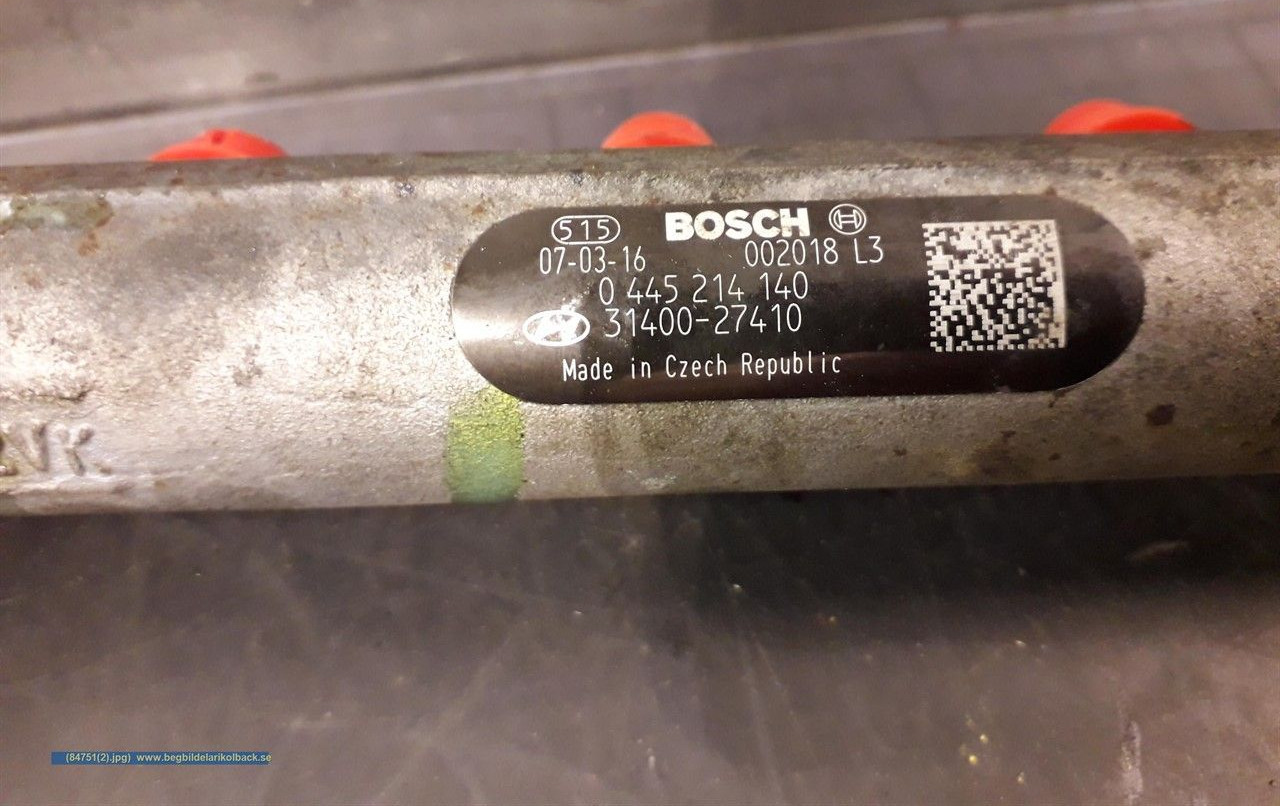 515 BOSCH
07-03-16 002018 L3
0 445 214 140
31400-27410
Made in Czech Republic
(84751(2).jpg) www.begbildelarikolback.se